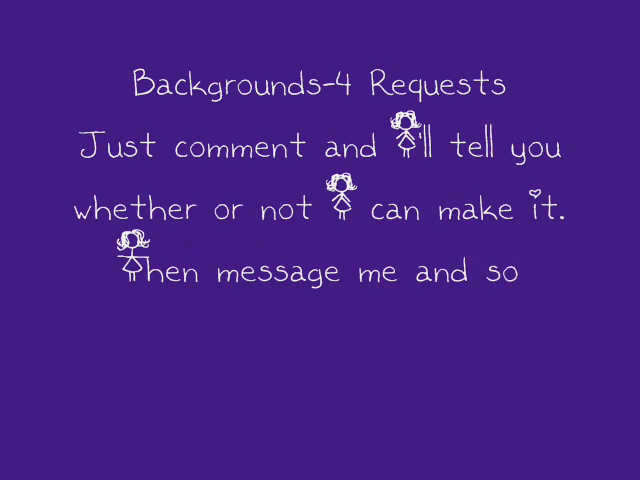 Backgrounds-4 Requests
Just comment and I'll tell you
whether or not I can make it.
Then message me and so